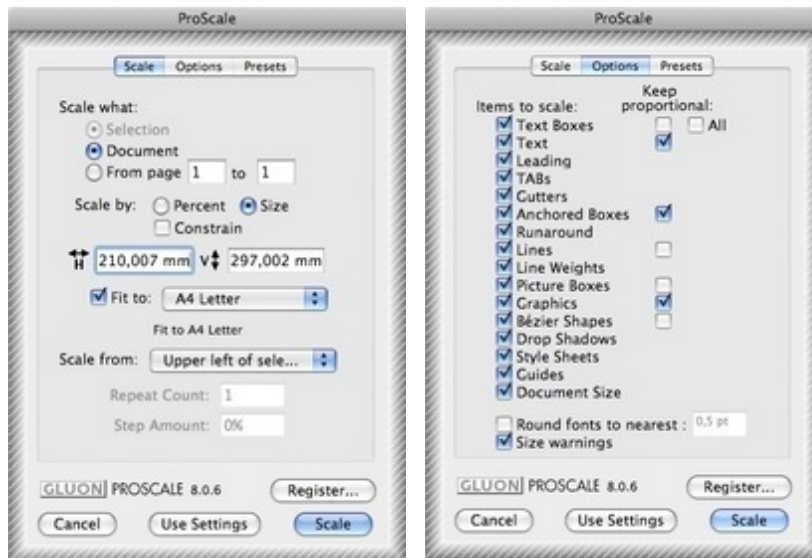 ProScale
Scale Options Presets
Scale what:
Selection
Document
From page 1 to 1
Scale by: Percent Size
Constrain
H 210,007 mm V 297,002 mm
Fit to: A4 Letter
Fit to A4 Letter
Scale from: Upper left of sele...
Repeat Count: 1
Step Amount: 0%
GLUON PROSCALE 8.0.6 Register...
Cancel Use Settings Scale
ProScale
Scale Options Presets
Keep
Items to scale: proportional:
Text Boxes All
Text
Leading
TABs
Gutters
Anchored Boxes
Runaround
Lines
Line Weights
Picture Boxes
Graphics
Bézier Shapes
Drop Shadows
Style Sheets
Guides
Document Size
Round fonts to nearest : 0,5 pt
Size warnings
GLUON PROSCALE 8.0.6 Register...
Cancel Use Settings Scale